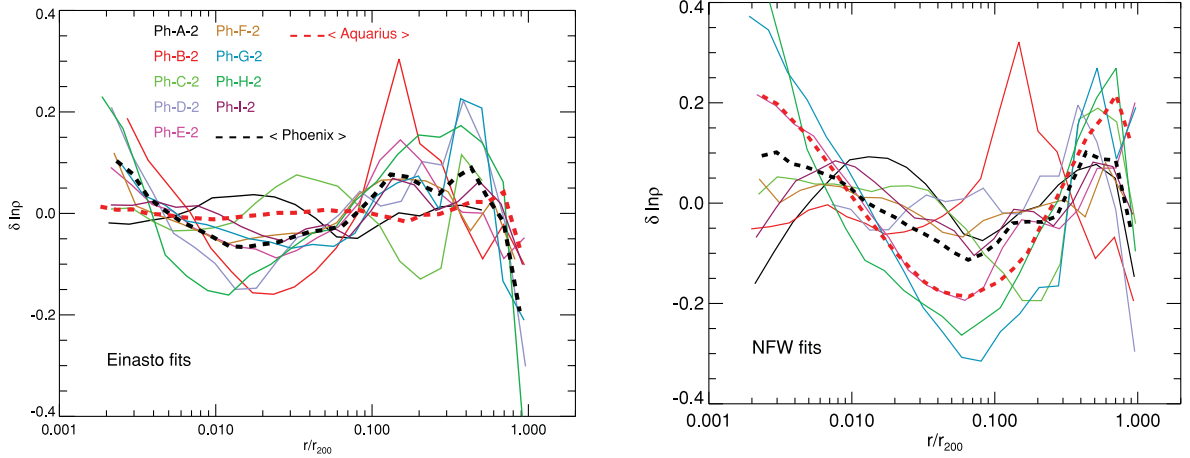 0.4
0.2
0.0
-0.2
-0.4
δ lnρ
Ph-A-2 Ph-F-2 < Aquarius >
Ph-B-2 Ph-G-2
Ph-C-2 Ph-H-2
Ph-D-2 Ph-I-2
Ph-E-2 < Phoenix >
Einasto fits
0.001 0.010 0.100 1.000
r/r200
0.4
0.2
0.0
-0.2
-0.4
δ lnρ
NFW fits
0.001 0.010 0.100 1.000
r/r200